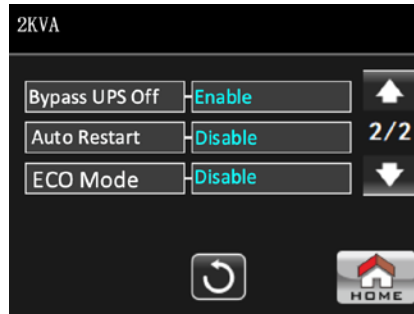 2KVA
Bypass UPS Off Enable
Auto Restart Disable
2/2
ECO Mode Disable
HOME